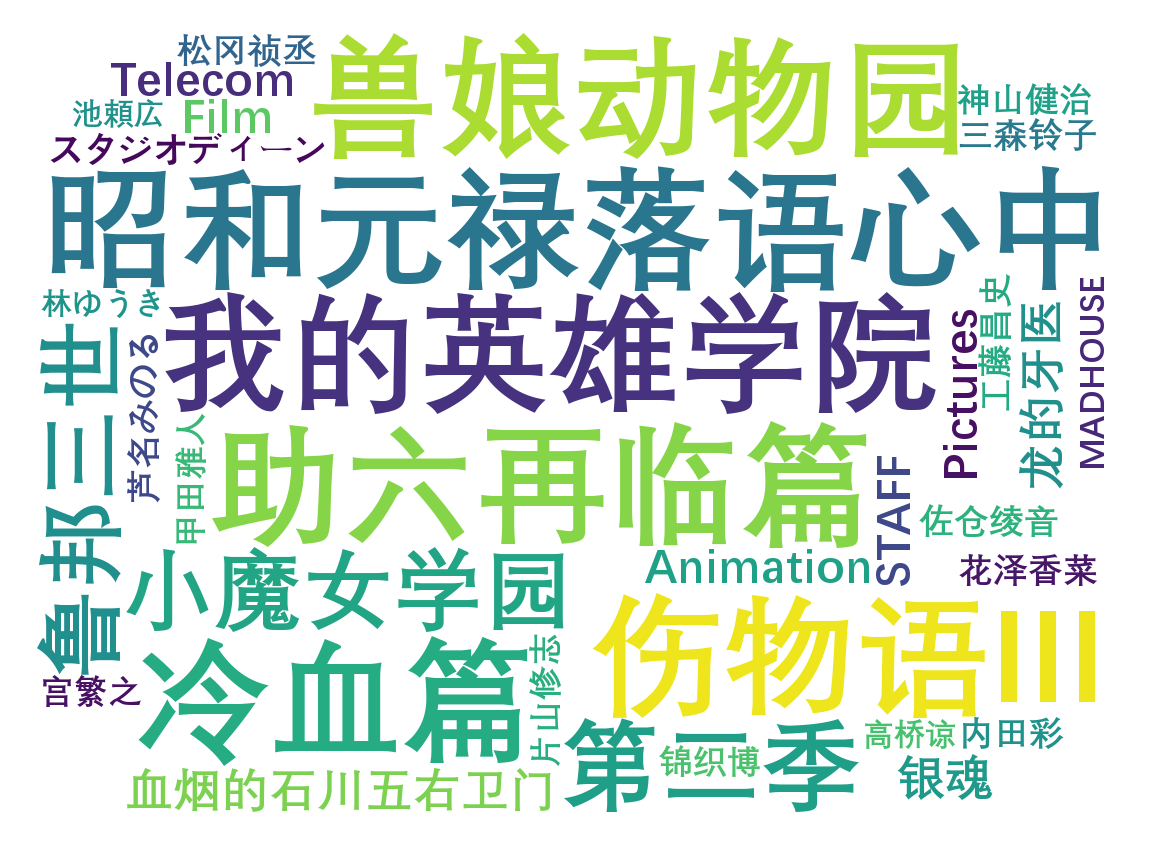 松冈祯丞
兽娘动物园
Telecom
池頼広
Film
神山健治
三森铃子
スタジオディーン
昭和元禄落语心中
林ゆうき
我的英雄学院
鲁邦三世
芦名みのる
甲田雅人
Pictures
工藤昌史
龙的牙医
MADHOUSE
助六再临篇
STAFF
佐仓绫音
小魔女学园
Animation
花泽香菜
伤物语III
冷血篇
片山修志
宫繁之
第二季
锦织博
高桥谅
内田彩
银魂
血烟的石川五右卫门